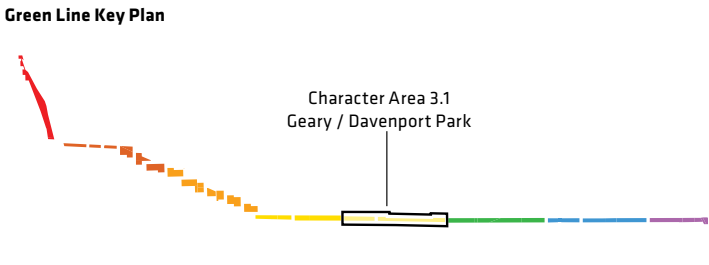 Green Line Key Plan
Character Area 3.1
Geary / Davenport Park